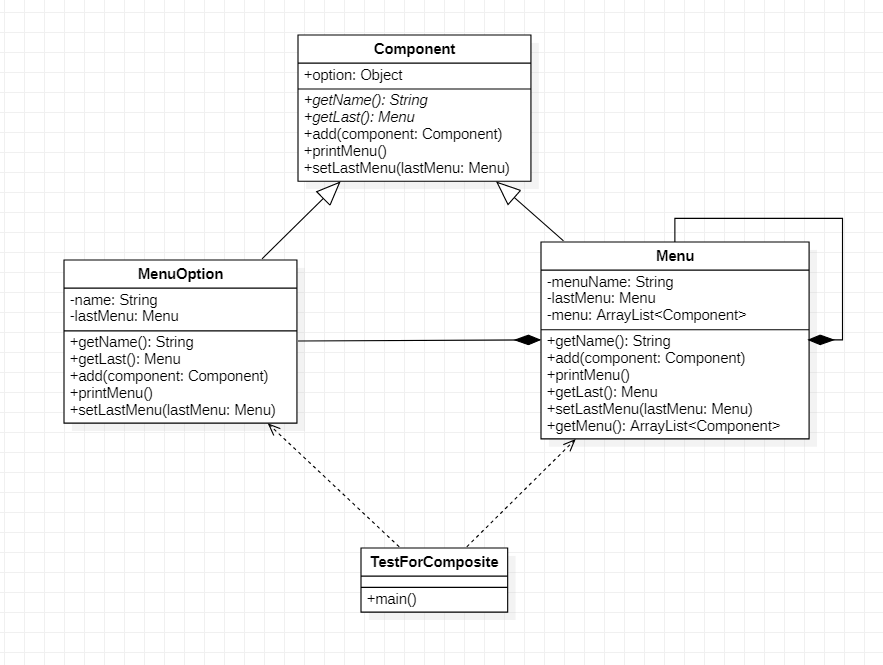 Component
+option: Object
+getName(): String
+getLast(): Menu
+add(component: Component)
+printMenu()
+setLastMenu(lastMenu: Menu)
MenuOption
-name: String
-lastMenu: Menu
+getName(): String
+getLast(): Menu
+add(component: Component)
+printMenu()
+setLastMenu(lastMenu: Menu)
Menu
-menuName: String
-lastMenu: Menu
-menu: ArrayList<Component>
+getName(): String
+add(component: Component)
+printMenu()
+getLast(): Menu
+setLastMenu(lastMenu: Menu)
+getMenu(): ArrayList<Component>
TestForComposite
+main()